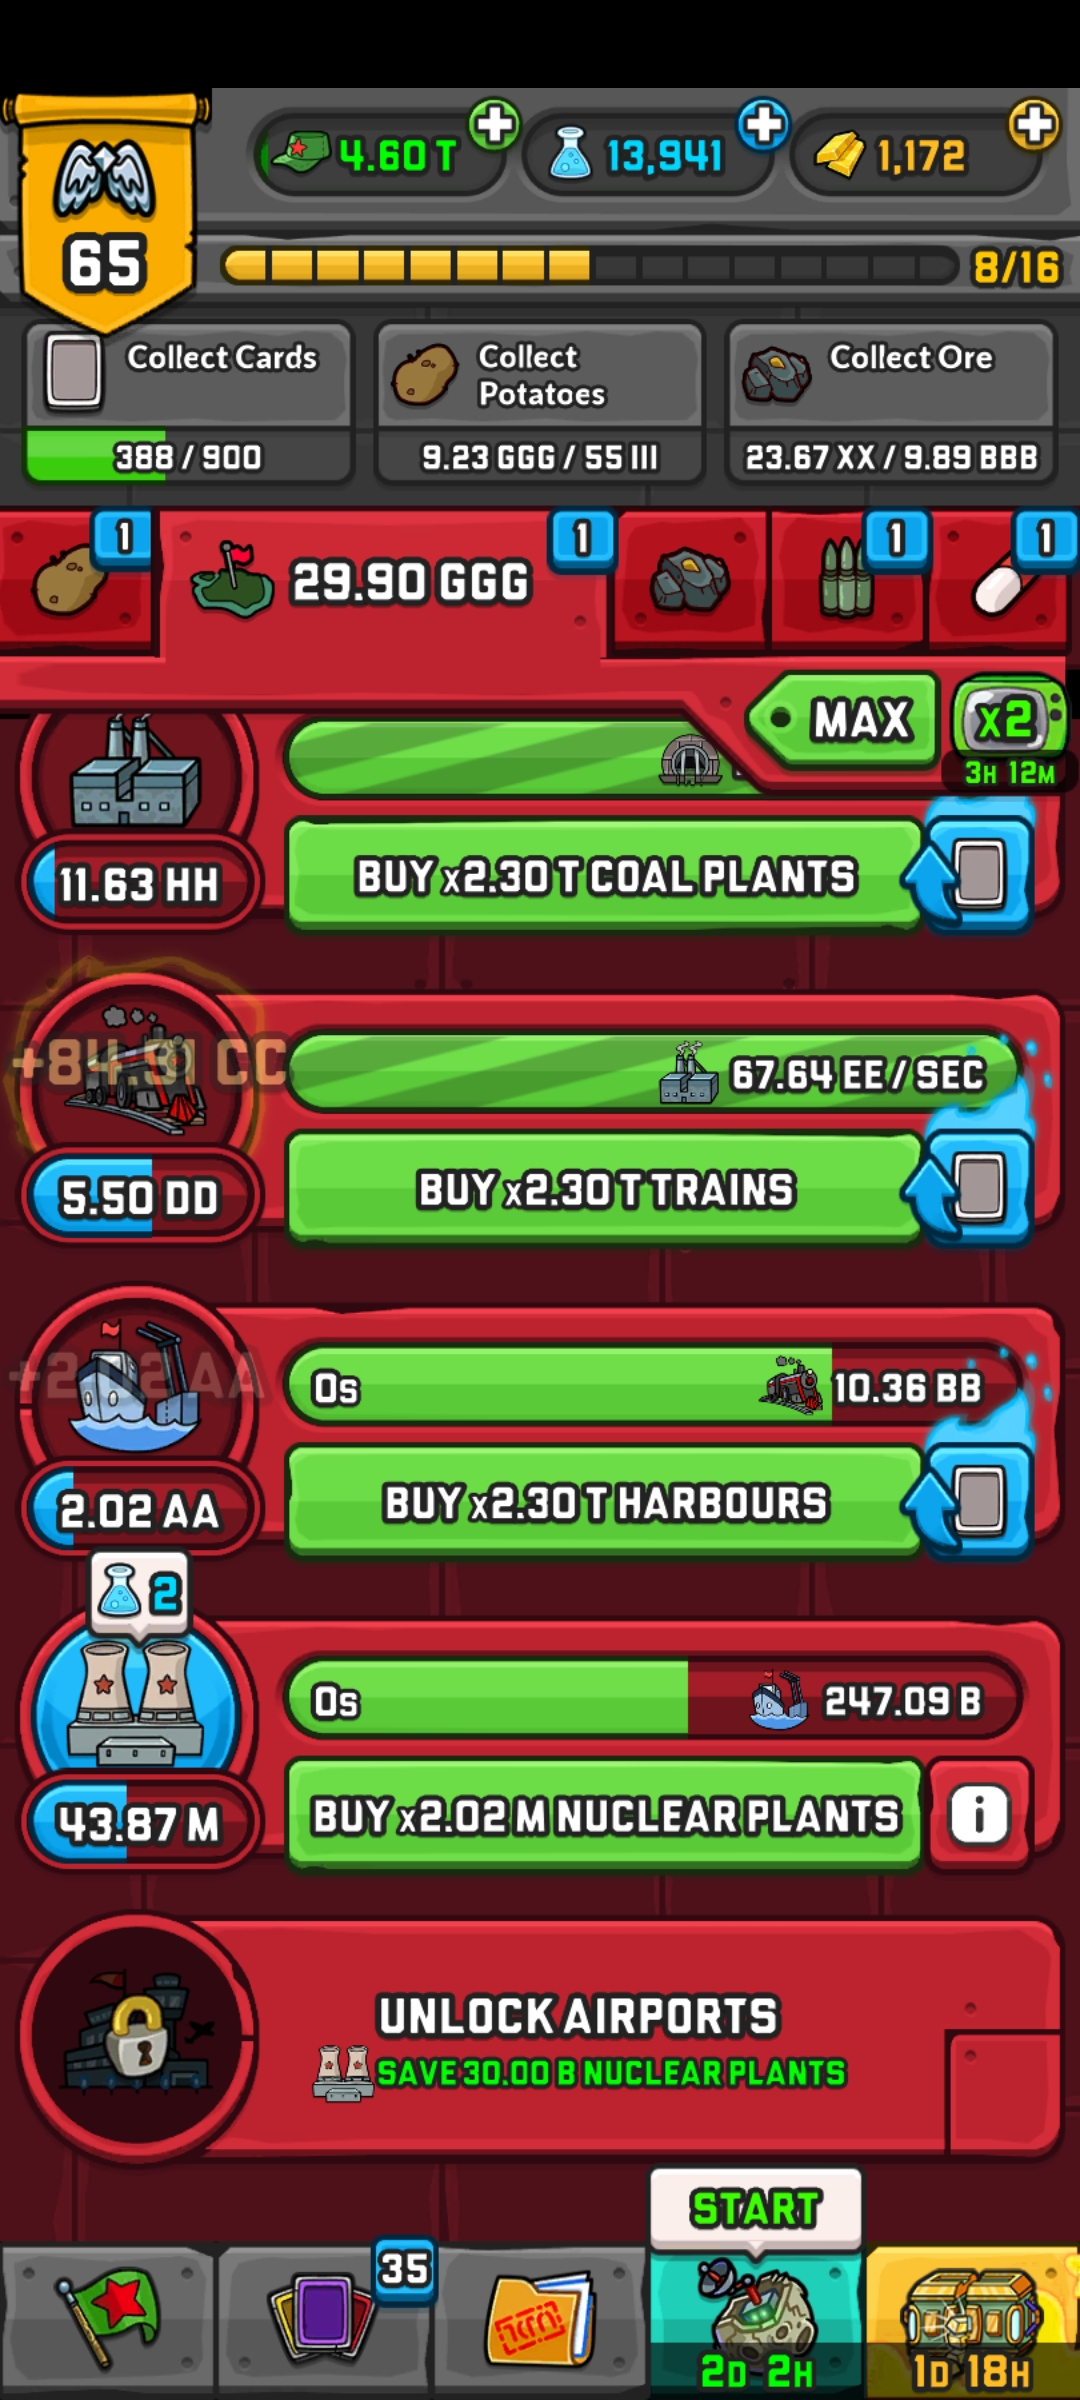 65
4.60 T
13,941
1,172
8/16
Collect Cards
388 / 900
Collect
Potatoes
9.23 GGG / 55 III
Collect Ore
23.67 XX / 9.89 BBB
1
29.90 GGG
1
1
1
MAX
x2
3H 12M
11.63 HH
BUY x2.30 T COAL PLANTS
+84.91 CC
67.64 EE / SEC
5.50 DD
BUY x2.30 T TRAINS
+2.02 AA
0s
10.36 BB
2.02 AA
BUY x2.30 T HARBOURS
2
0s
247.09 B
43.87 M
BUY x2.02 M NUCLEAR PLANTS
i
UNLOCK AIRPORTS
SAVE 30.00 B NUCLEAR PLANTS
START
35
2D 2H
1D 18H